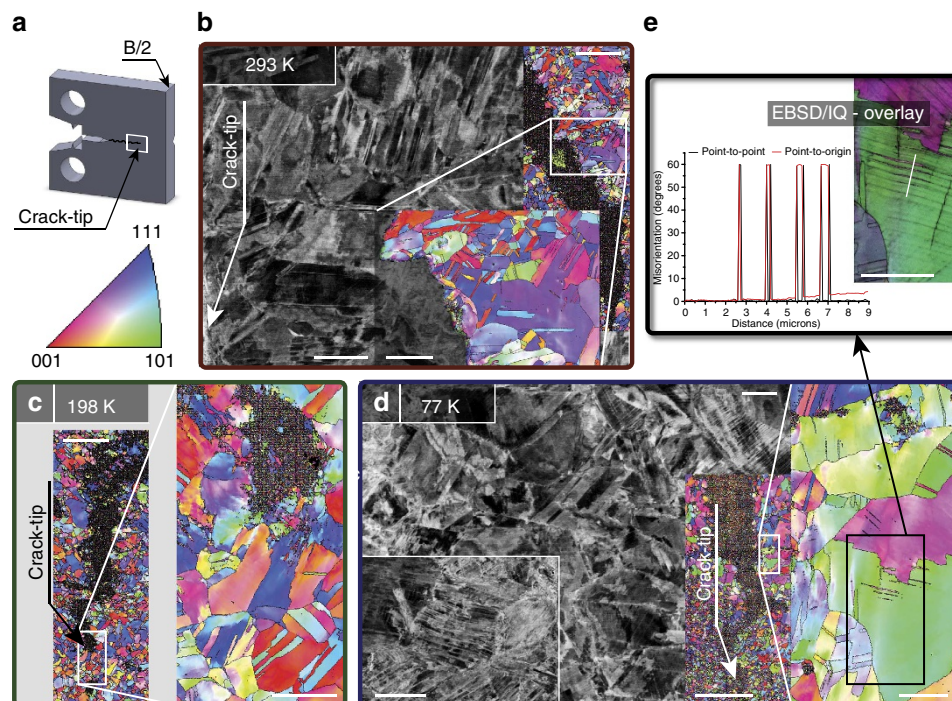 a
B/2
Crack-tip
111
001
101
b
293 K
Crack-tip
e
EBSD/IQ - overlay
Point-to-point
Point-to-origin
Misorientation (degrees)
60
50
40
30
20
10
0
0 1 2 3 4 5 6 7 8 9
Distance (microns)
c
198 K
Crack-tip
d
77 K
Crack-tip